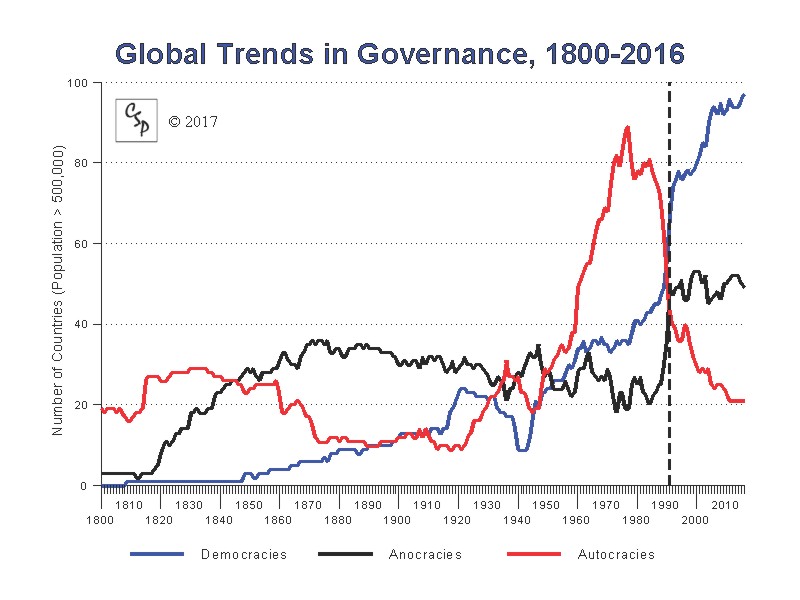 Global Trends in Governance, 1800-2016
CSP
© 2017
Number of Countries (Population > 500,000)
100
80
60
40
20
0
1810 1830 1850 1870 1890 1910 1930 1950 1970 1990 2010
1800 1820 1840 1860 1880 1900 1920 1940 1960 1980 2000
Democracies Anocracies Autocracies